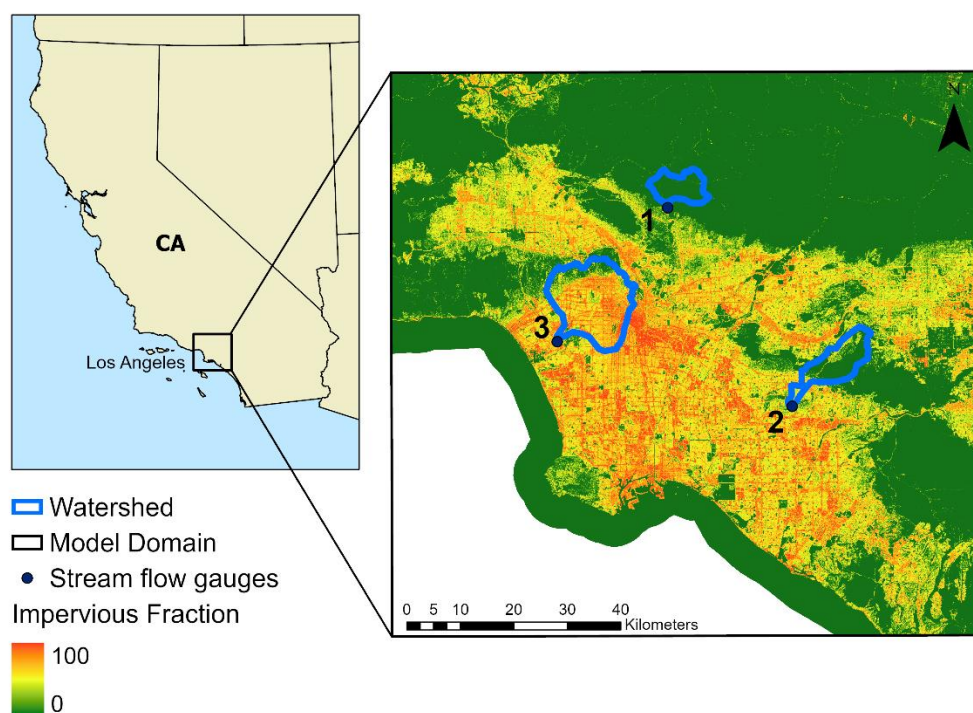 CA
Los Angeles
N
1
3
2
0 5 10 20 30 40
Kilometers
Watershed
Model Domain
Stream flow gauges
Impervious Fraction
100
0